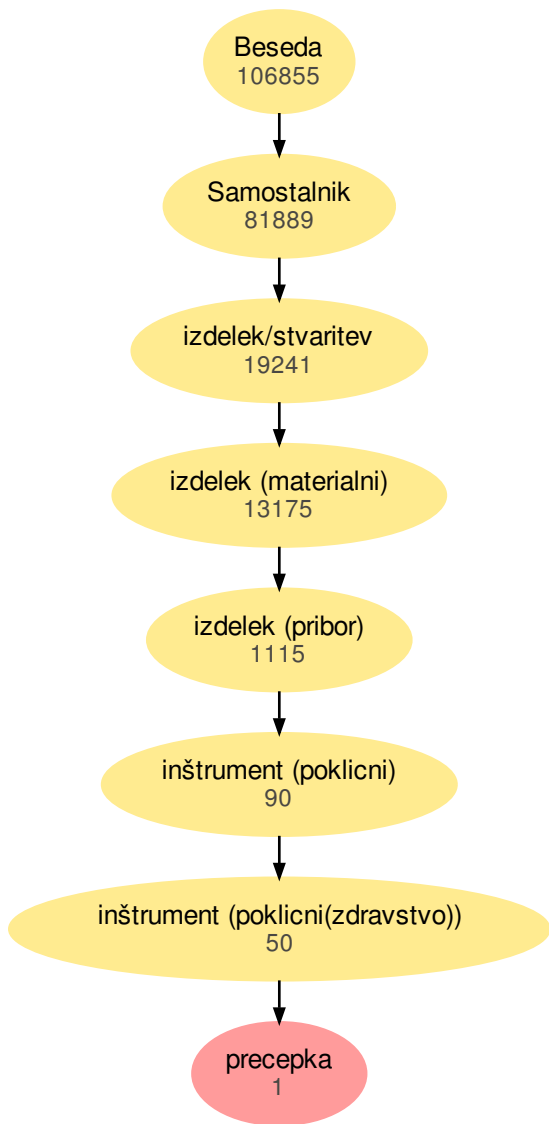 Beseda
106855
Samostalnik
81889
izdelek/stvaritev
19241
izdelek (materialni)
13175
izdelek (pribor)
1115
inštrument (poklicni)
90
inštrument (poklicni(zdravstvo))
50
precepka
1